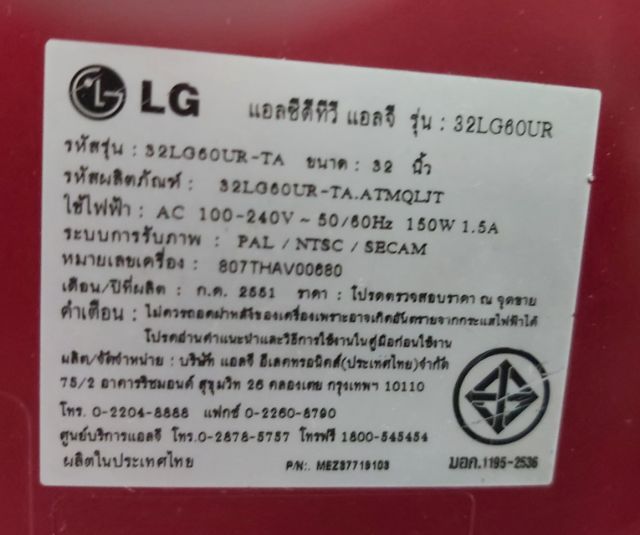 LG แอลซีดีทีวี แอลจี รุ่น : 32LG60UR
รหัสรุ่น : 32LG60UR-TA ขนาด : 32 นิ้ว
รหัสผลิตภัณฑ์ : 32LG60UR-TA.ATMQLJT
ใช้ไฟฟ้า : AC 100-240V ~ 50/60Hz 150W 1.5A
ระบบการรับภาพ : PAL / NTSC / SECAM
หมายเลขเครื่อง : 807THAV00680
เดือน/ปีที่ผลิต : ก.ค. 2551 ราคา : โปรดตรวจสอบราคา ณ จุดขาย
คำเตือน : ไม่ควรถอดฝาหลังของเครื่องเพราะอาจเกิดอันตรายจากกระแสไฟฟ้าได้
โปรดอ่านคำแนะนำและวิธีการใช้งานในคู่มือก่อนใช้งาน
ผลิต/จัดจำหน่าย : บริษัท แอลจี อีเลคทรอนิคส์(ประเทศไทย)จำกัด
75/2 อาคารริชมอนด์ สุขุมวิท 26 คลองเตย กรุงเทพฯ 10110
โทร. 0-2204-8888 แฟกซ์ 0-2260-8790
ศูนย์บริการแอลจี โทร.0-2878-5757 โทรฟรี 1800-545454
ผลิตในประเทศไทย P/N:. MEZ37719103 มอก.1195-2536